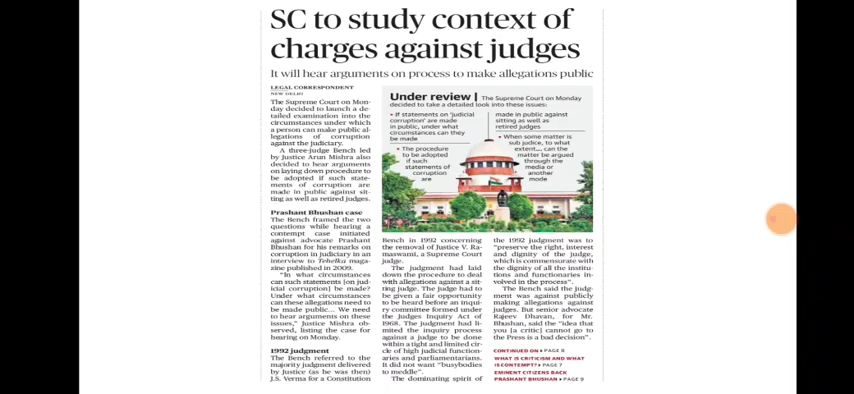 SC to study context of
charges against judges
It will hear arguments on process to make allegations public
LEGAL CORRESPONDENT
NEW DELHI
The Supreme Court on Mon-
day decided to launch a de-
tailed examination into the
circumstances under which
a person can make public al-
legations of corruption
against the judiciary.
A three-judge Bench led
by Justice Arun Mishra also
decided to hear arguments
on laying down procedure to
be adopted if such state-
ments of corruption are
made in public against sit-
ting as well as retired judges.
Prashant Bhushan case
The Bench framed the two
questions while hearing a
contempt case initiated
against advocate Prashant
Bhushan for his remarks on
corruption in judiciary in an
interview to Tehelka maga-
zine published in 2009.
"In what circumstances
can such statements [on jud-
icial corruption] be made?
Under what circumstances
can these allegations need to
be made public... We need
to hear arguments on these
issues," Justice Mishra ob-
served, listing the case for
hearing on Monday.
1992 judgment
The Bench referred to the
majority judgment delivered
by Justice (as he was then)
J.S. Verma for a Constitution
Under review | The Supreme Court on Monday
decided to take a detailed look into these issues:
• If statements on 'judicial
corruption' are made
in public, under what
circumstances can they
be made
• The procedure
to be adopted
if such
statements of
corruption
are
made in public against
sitting as well as
retired judges
• When some matter is
sub judice, to what
extent... can the
matter be argued
through the
media or
another
mode
Bench in 1992 concerning
the removal of Justice V. Ra-
maswami, a Supreme Court
judge.
The judgment had laid
down the procedure to deal
with allegations against a sit-
ting judge. The judge had to
be given a fair opportunity
to be heard before an inqui-
ry committee formed under
the Judges Inquiry Act of
1968. The judgment had li-
mited the inquiry process
against a judge to be done
within a tight and limited cir-
cle of high judicial function-
aries and parliamentarians.
It did not want "busybodies
to meddle".
The dominating spirit of
the 1992 judgment was to
"preserve the right, interest
and dignity of the judge,
which is commensurate with
the dignity of all the institu-
tions and functionaries in-
volved in the process".
The Bench said the judg-
ment was against publicly
making allegations against
judges. But senior advocate
Rajeev Dhavan, for Mr.
Bhushan, said the "idea that
you [a critic] cannot go to
the Press is a bad decision".
CONTINUED ON ▸ PAGE 8
WHAT IS CRITICISM AND WHAT
IS CONTEMPT? ▸ PAGE 7
EMINENT CITIZENS BACK
PRASHANT BHUSHAN ▸ PAGE 9